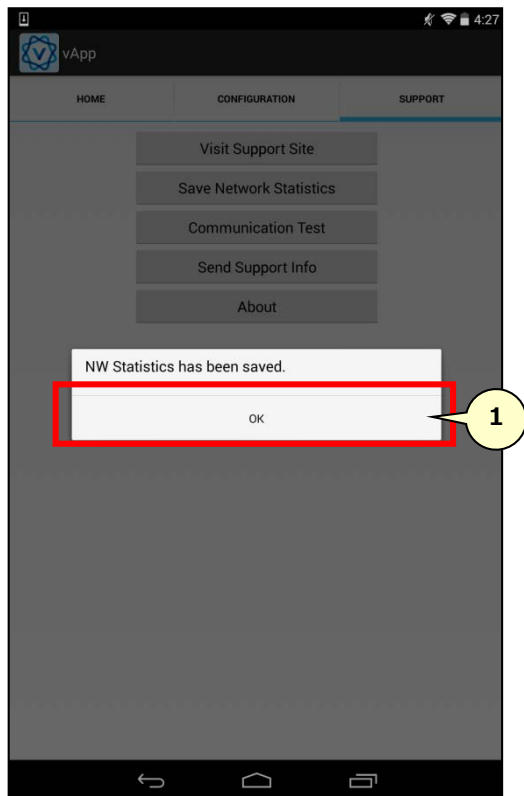 4:27
vApp
HOME CONFIGURATION SUPPORT
Visit Support Site
Save Network Statistics
Communication Test
Send Support Info
About
NW Statistics has been saved.
OK
1